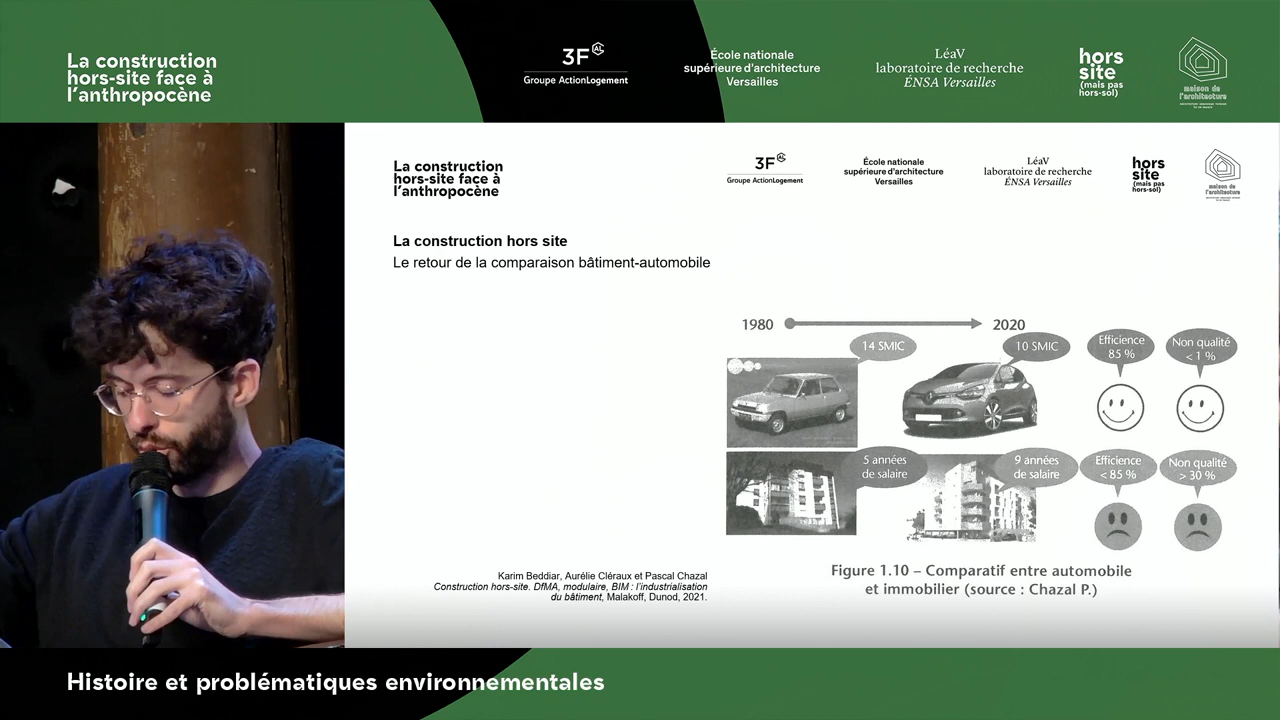 La construction
hors-site face à
l'anthropocène
3F AL
Groupe ActionLogement
École nationale
supérieure d'architecture
Versailles
LéaV
laboratoire de recherche
ÉNSA Versailles
hors
site
(mais pas
hors-sol)
maison de
l'architecture
La construction
hors-site face à
l'anthropocène
3F AL
Groupe ActionLogement
École nationale
supérieure d'architecture
Versailles
LéaV
laboratoire de recherche
ÉNSA Versailles
hors
site
(mais pas
hors-sol)
maison de
l'architecture
La construction hors site
Le retour de la comparaison bâtiment-automobile
1980
2020
14 SMIC
10 SMIC
Efficience
85 %
Non qualité
< 1 %
5 années
de salaire
9 années
de salaire
Efficience
< 85 %
Non qualité
> 30 %
Karim Beddiar, Aurélie Cléraux et Pascal Chazal
Construction hors-site. DfMA, modulaire, BIM : l'industrialisation
du bâtiment, Malakoff, Dunod, 2021.
Figure 1.10 – Comparatif entre automobile
et immobilier (source : Chazal P.)
Histoire et problématiques environnementales